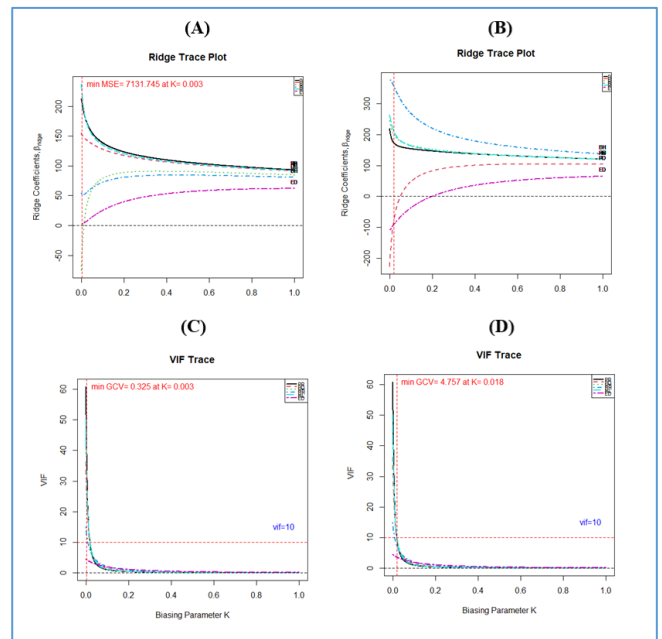 (A)
Ridge Trace Plot
min MSE= 7131.745 at K= 0.003
Ridge Coefficients, βridge
200
150
100
50
0
-50
0.0 0.2 0.4 0.6 0.8 1.0
(B)
Ridge Trace Plot
Ridge Coefficients, βridge
300
200
100
0
-100
-200
0.0 0.2 0.4 0.6 0.8 1.0
(C)
VIF Trace
min GCV= 0.325 at K= 0.003
VIF
60
50
40
30
20
10
0
vif=10
0.0 0.2 0.4 0.6 0.8 1.0
Biasing Parameter K
(D)
VIF Trace
min GCV= 4.757 at K= 0.018
VIF
60
50
40
30
20
10
0
vif=10
0.0 0.2 0.4 0.6 0.8 1.0
Biasing Parameter K